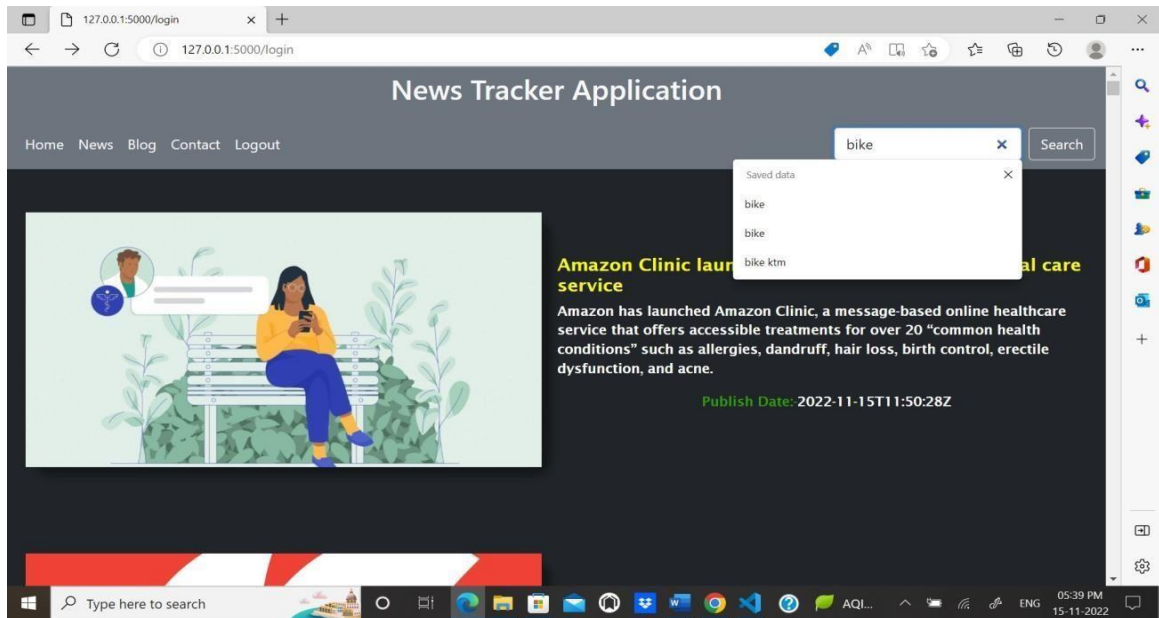 127.0.0.1:5000/login
127.0.0.1:5000/login
News Tracker Application
Home News Blog Contact Logout
bike
Search
Saved data
bike
bike
bike ktm
Amazon Clinic laun al care
service
Amazon has launched Amazon Clinic, a message-based online healthcare
service that offers accessible treatments for over 20 “common health
conditions” such as allergies, dandruff, hair loss, birth control, erectile
dysfunction, and acne.
Publish Date:-2022-11-15T11:50:28Z
Type here to search
AQI...
ENG
05:39 PM
15-11-2022